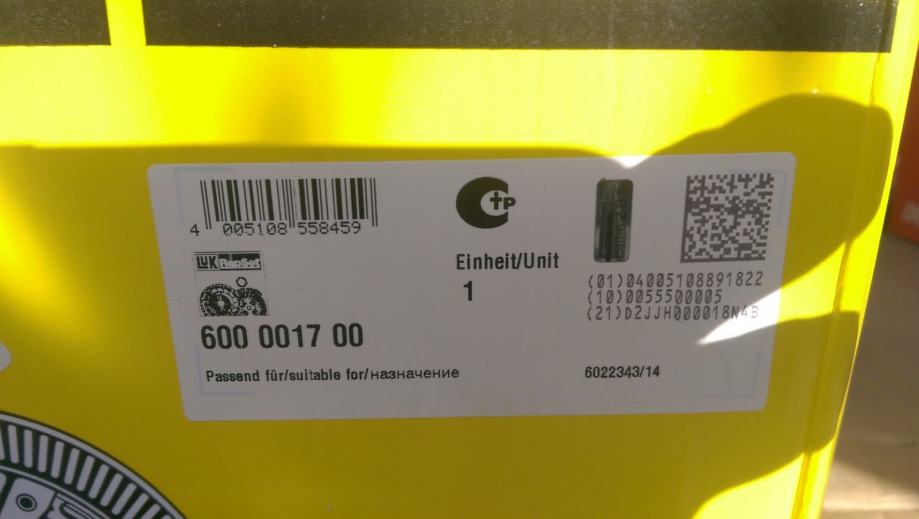 4 005108 558459
LUK RepSet
600 0017 00
Passend für/suitable for/назначение
Einheit/Unit
1
(01)04005108891822
(10)0055500005
(21)D2JJH000018N4B
6022343/14